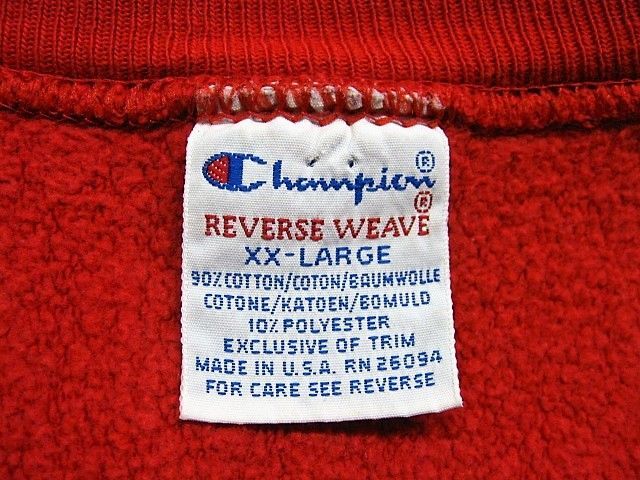 Champion®
REVERSE WEAVE®
XX-LARGE
90% COTTON/COTON/BAUMWOLLE
COTONE/KATOEN/BOMULD
10% POLYESTER
EXCLUSIVE OF TRIM
MADE IN U.S.A. RN 26094
FOR CARE SEE REVERSE